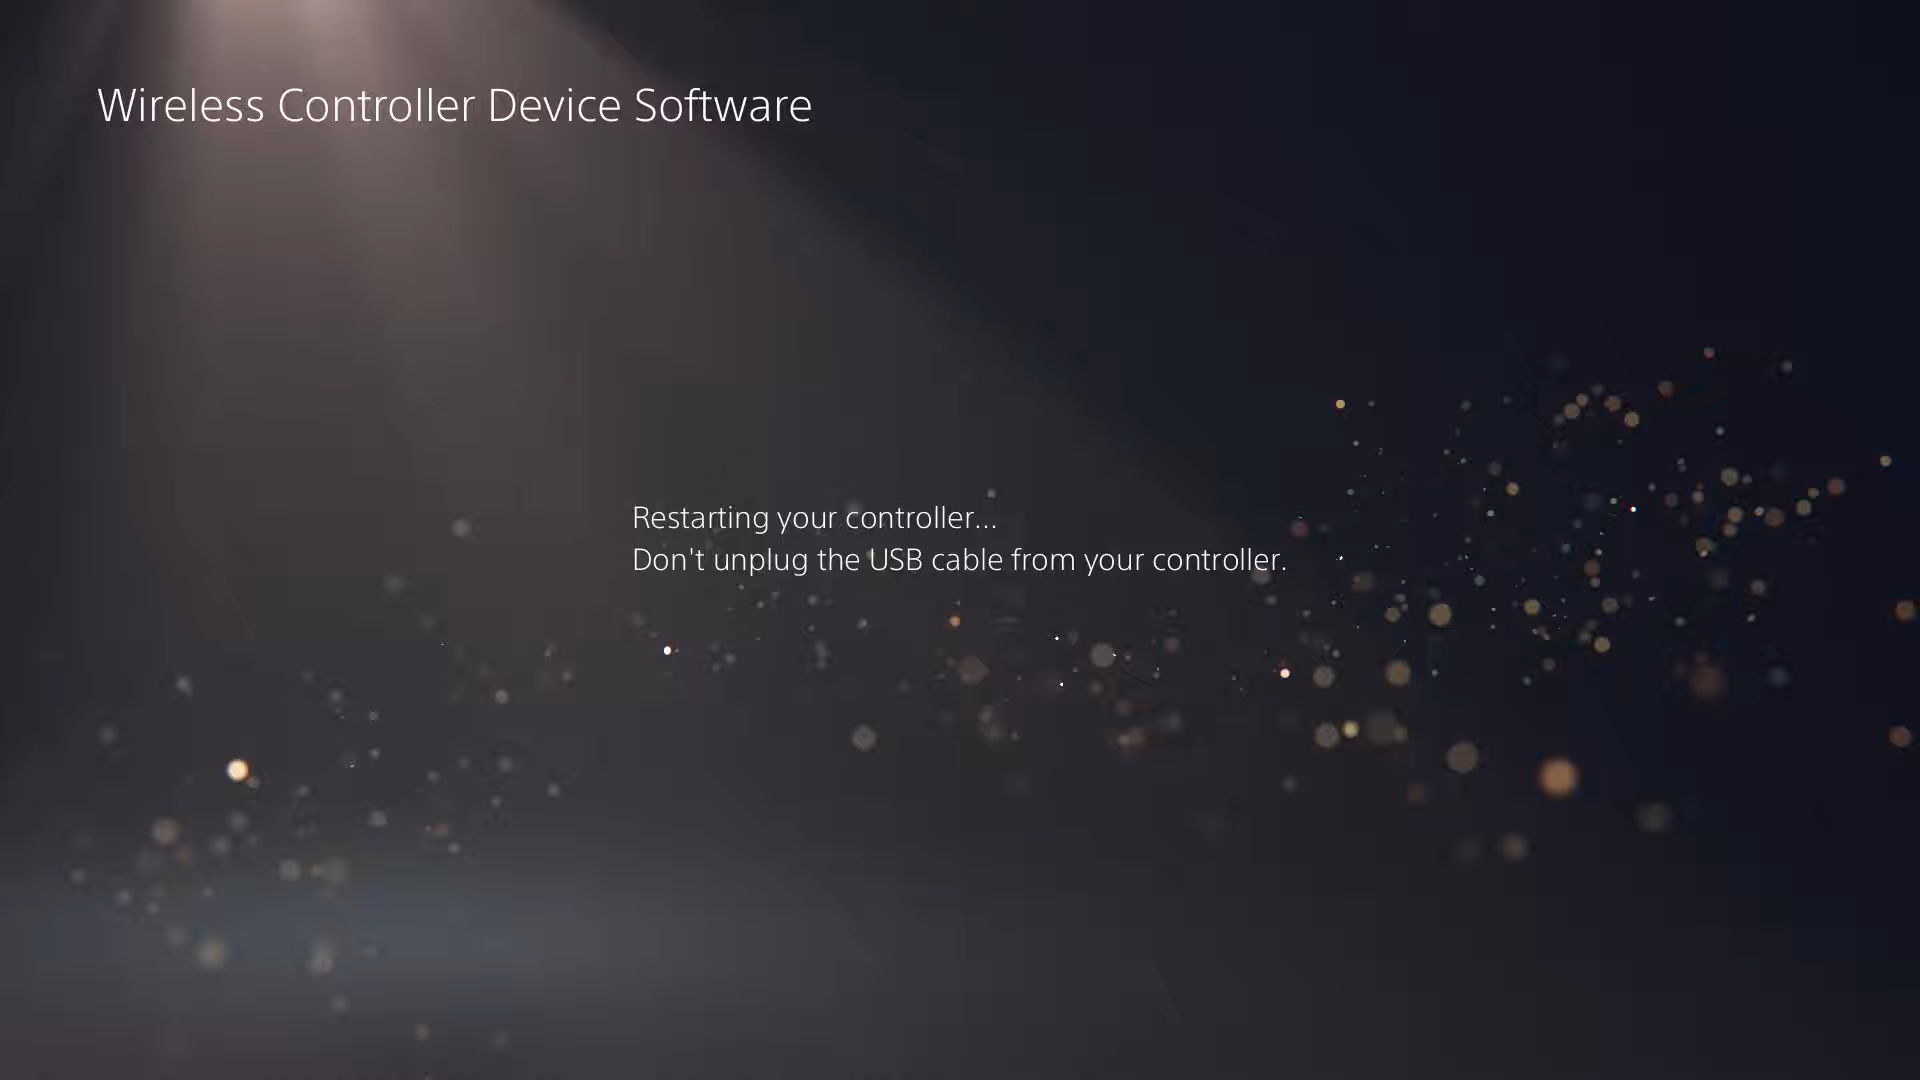 Wireless Controller Device Software
Restarting your controller...
Don't unplug the USB cable from your controller.